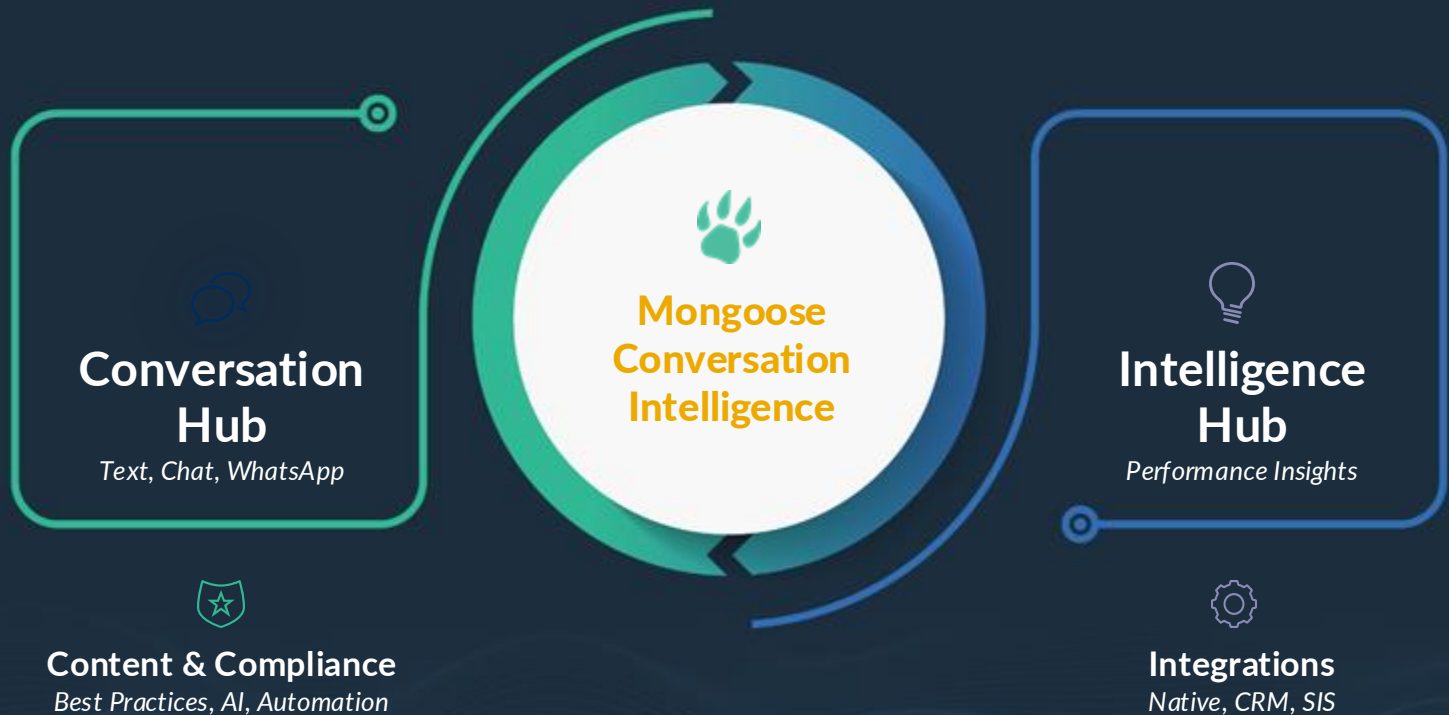 Mongoose
Conversation
Intelligence
Conversation
Hub
Text, Chat, WhatsApp
Intelligence
Hub
Performance Insights
Content & Compliance
Best Practices, AI, Automation
Integrations
Native, CRM, SIS